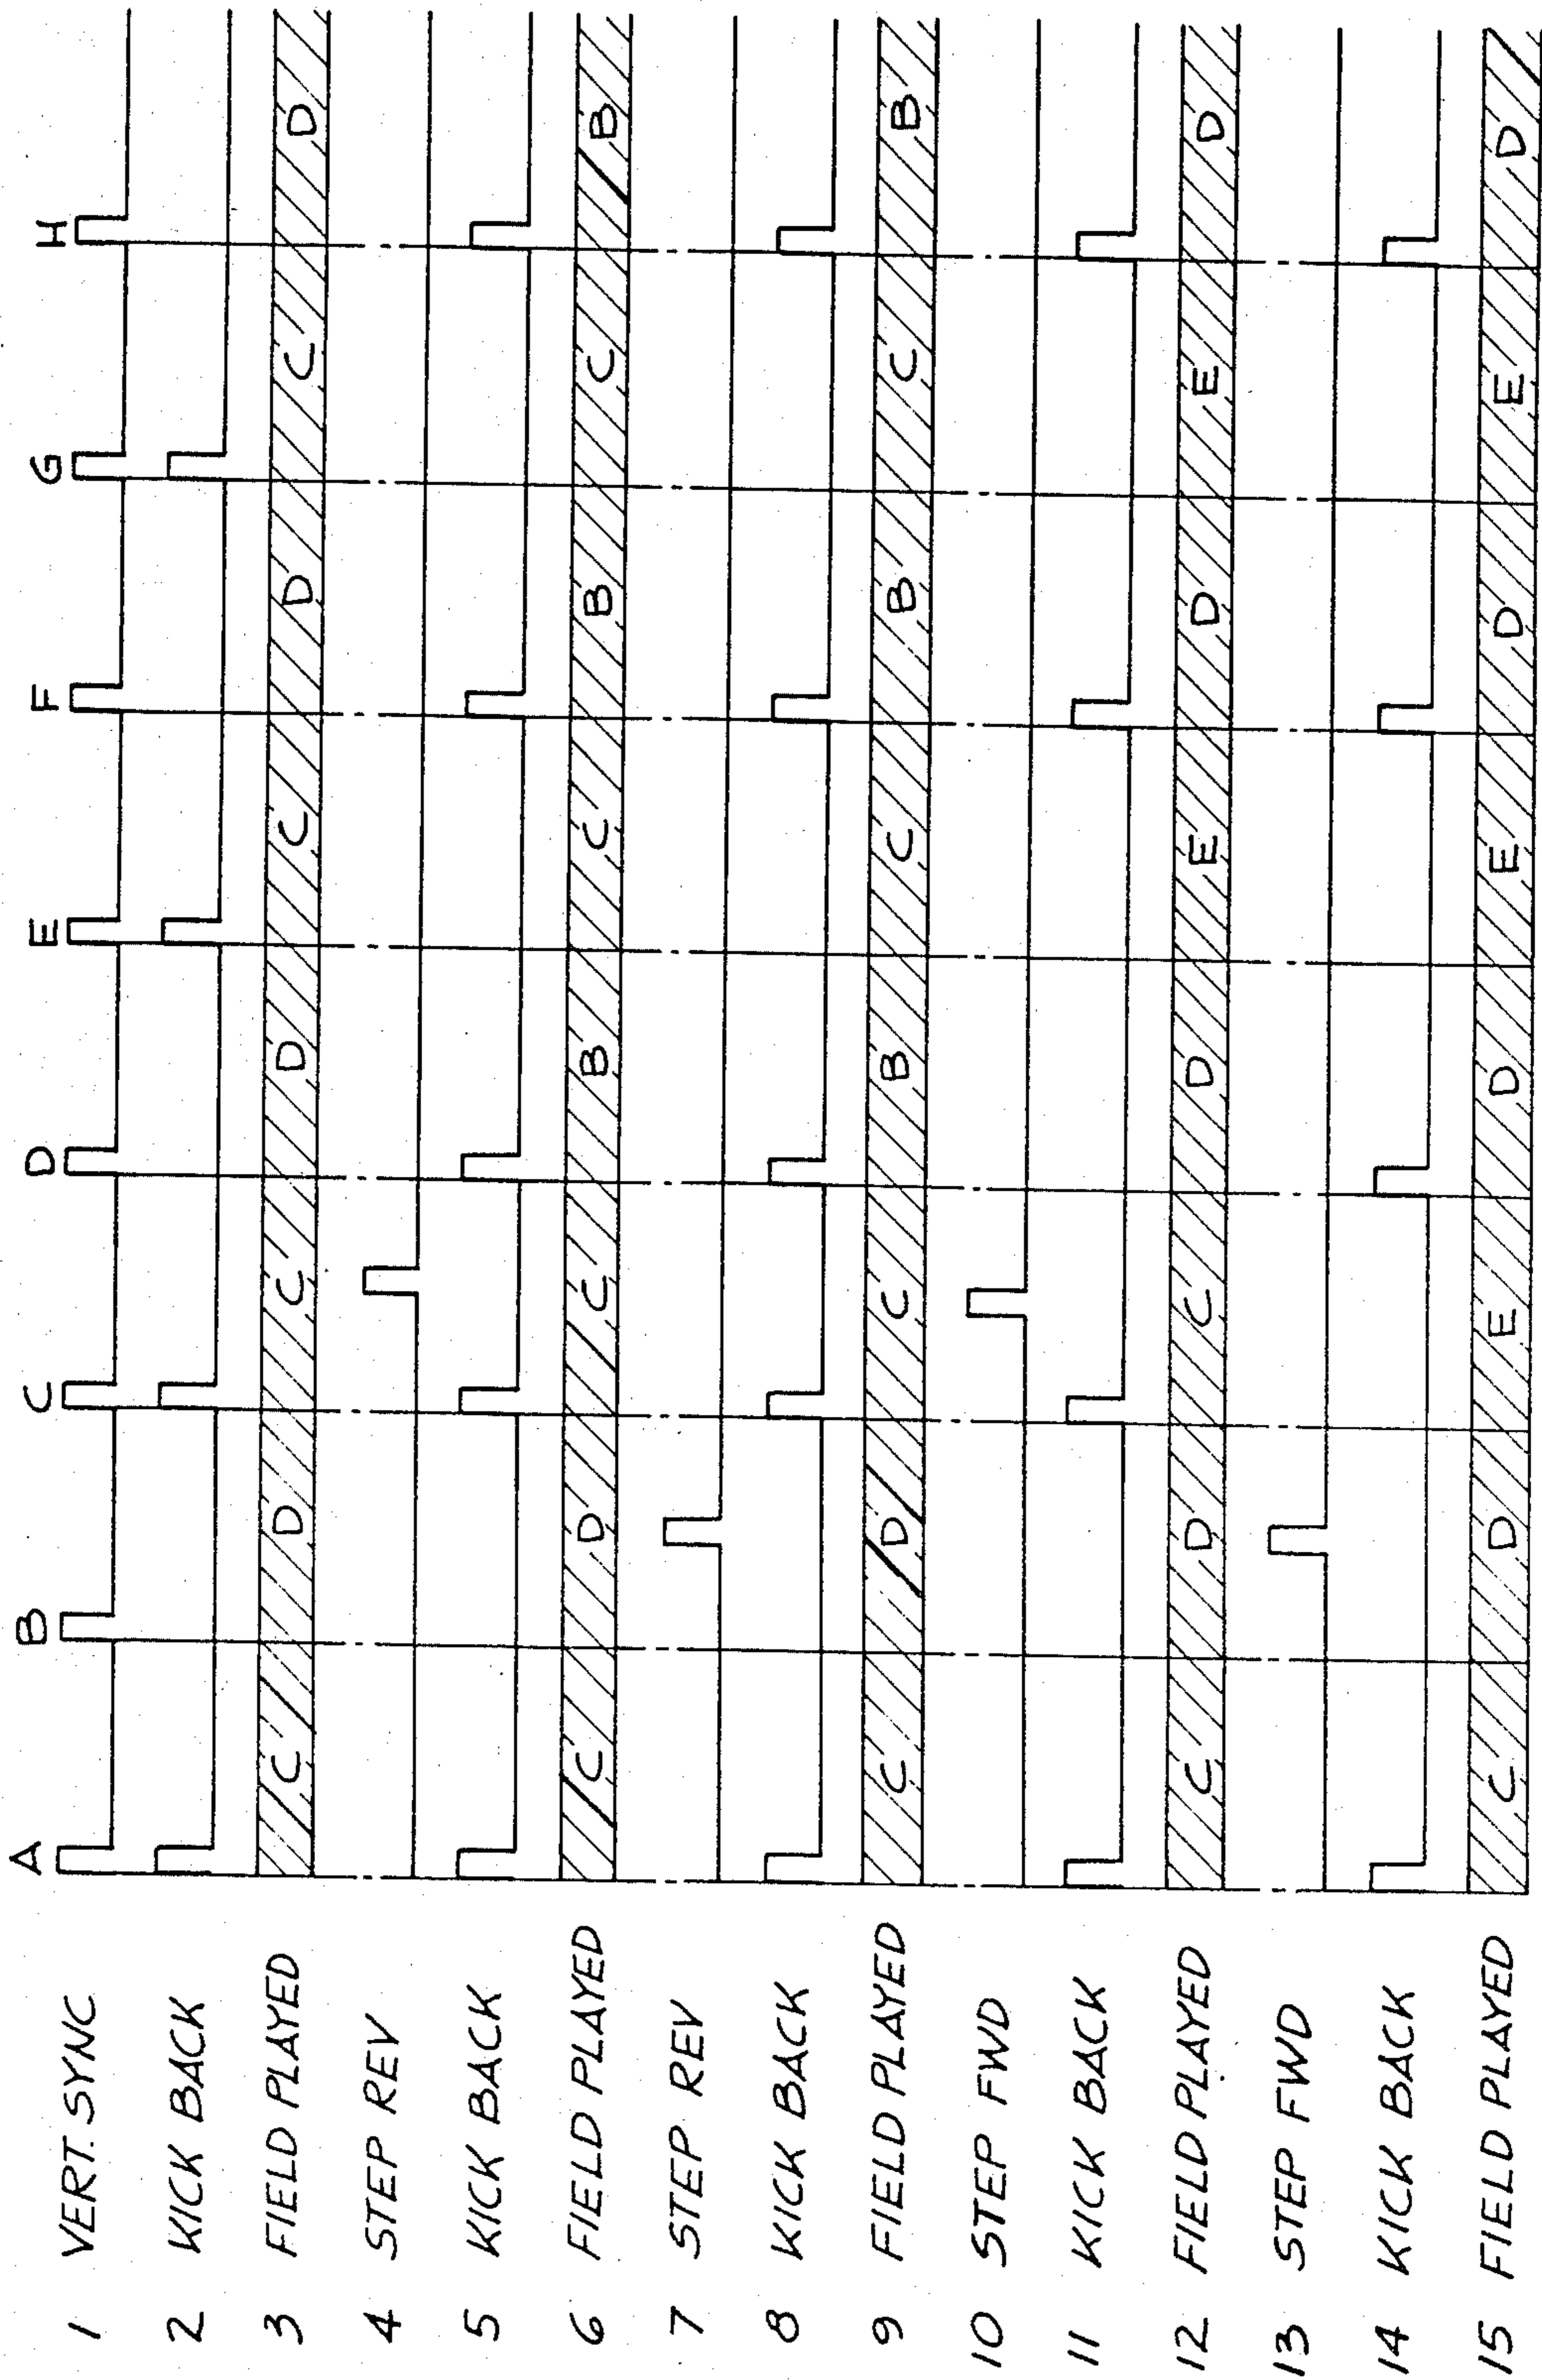 A B C D E F G H
1 VERT. SYNC
2 KICK BACK
3 FIELD PLAYED C D C D C D C D
4 STEP REV
5 KICK BACK
6 FIELD PLAYED C D C B C B C B
7 STEP REV
8 KICK BACK
9 FIELD PLAYED C D C B C B C B
10 STEP FWD
11 KICK BACK
12 FIELD PLAYED C D C D E D E D
13 STEP FWD
14 KICK BACK
15 FIELD PLAYED C D E D E D E D